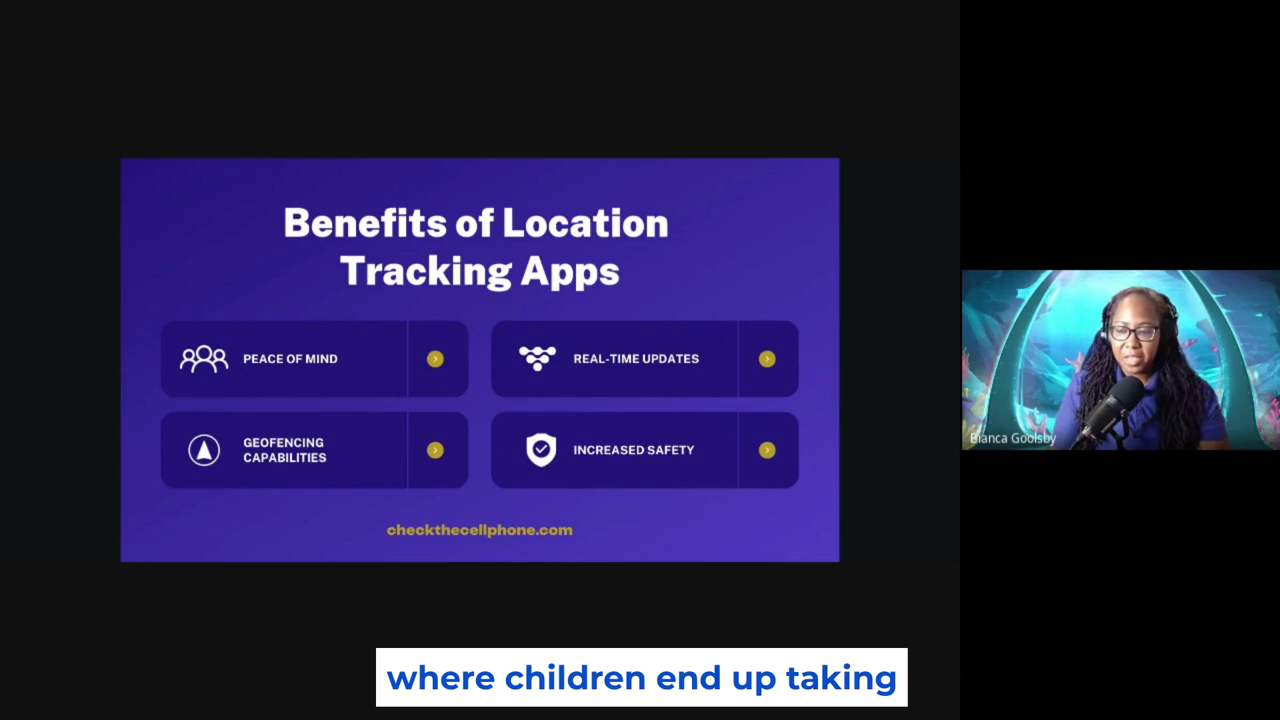 Benefits of Location
Tracking Apps
PEACE OF MIND
REAL-TIME UPDATES
GEOFENCING
CAPABILITIES
INCREASED SAFETY
checkthecellphone.com
Bianca Goolsby
where children end up taking